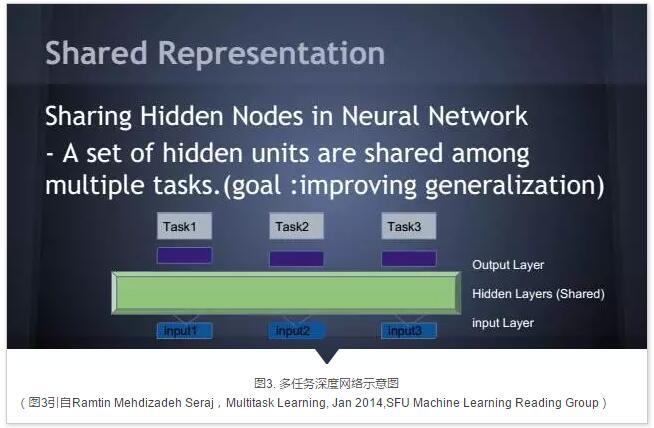 Shared Representation
Sharing Hidden Nodes in Neural Network
- A set of hidden units are shared among
multiple tasks.(goal :improving generalization)
Task1 Task2 Task3
Output Layer
Hidden Layers (Shared)
input Layer
input1 input2 input3
图3. 多任务深度网络示意图
（图3引自Ramtin Mehdizadeh Seraj，Multitask Learning, Jan 2014,SFU Machine Learning Reading Group）